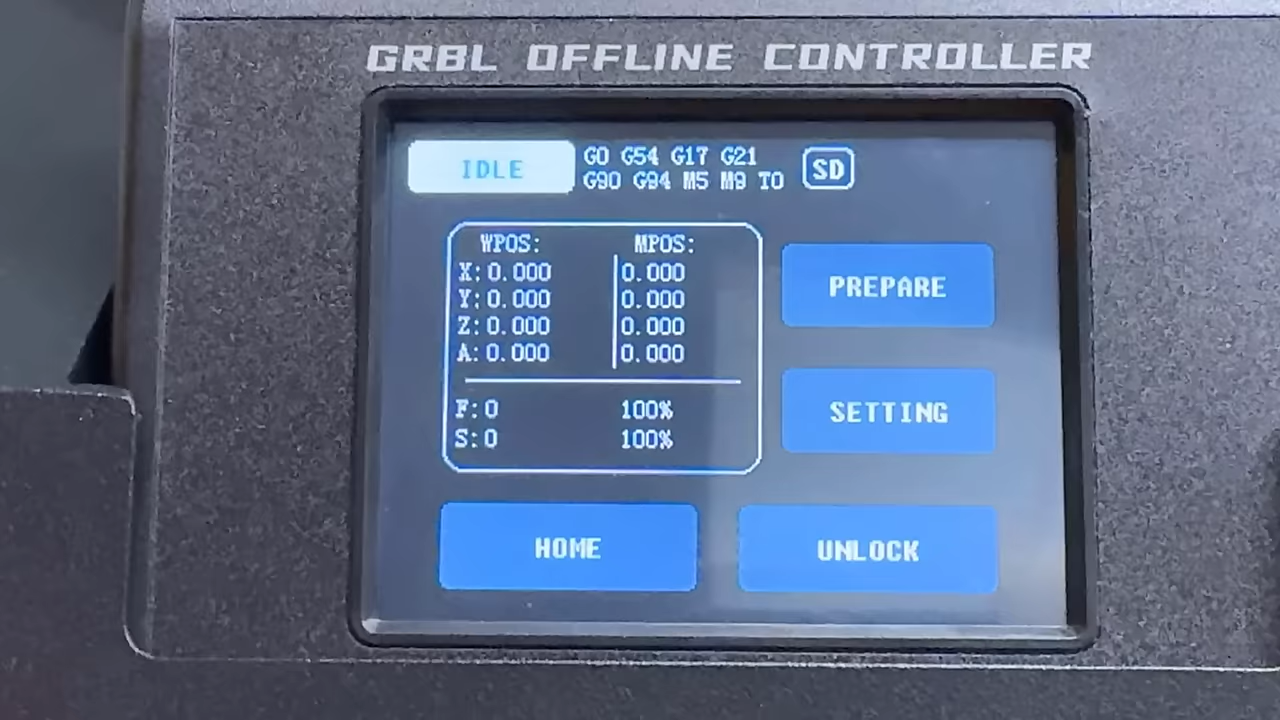 GRBL OFFLINE CONTROLLER
IDLE
G0 G54 G17 G21
G90 G94 M5 M9 T0
SD
WPOS: MPOS:
X:0.000 0.000
Y:0.000 0.000
Z:0.000 0.000
A:0.000 0.000
F:0 100%
S:0 100%
PREPARE
SETTING
HOME
UNLOCK